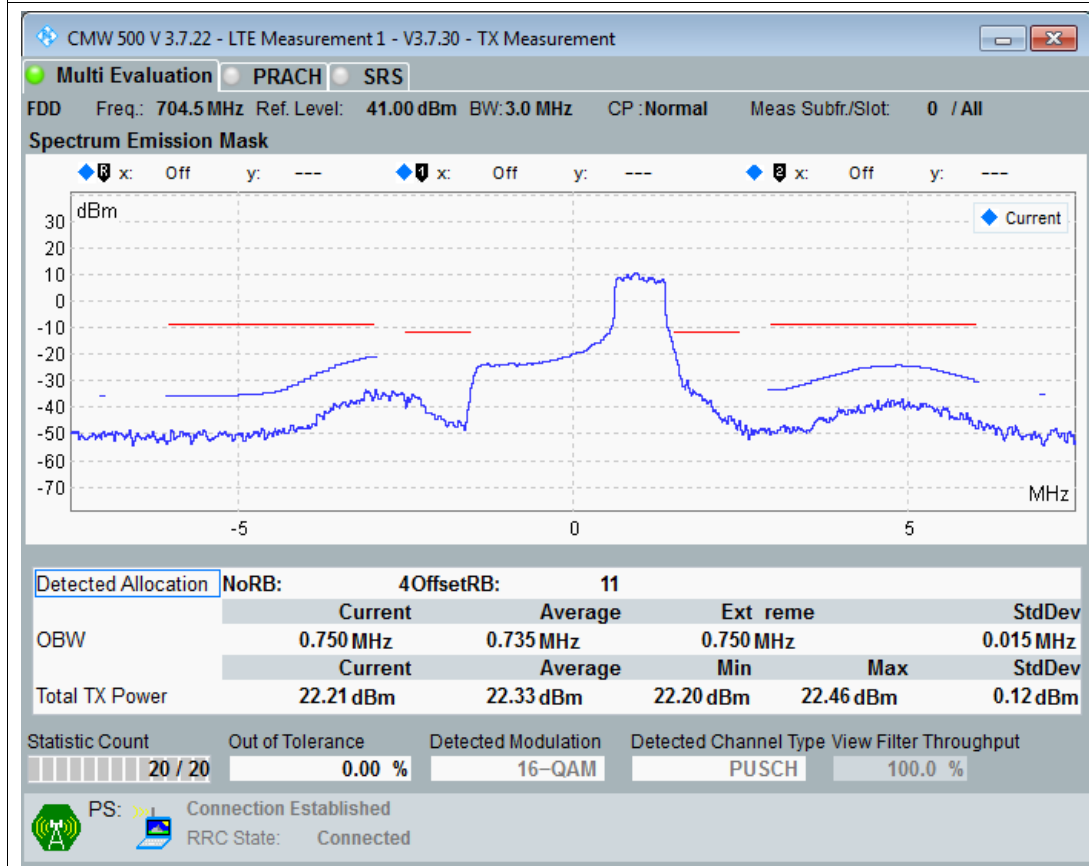 CMW 500 V 3.7.22 - LTE Measurement 1 - V3.7.30 - TX Measurement
Multi Evaluation PRACH SRS
FDD Freq.: 704.5 MHz Ref. Level: 41.00 dBm BW: 3.0 MHz CP : Normal Meas Subfr./Slot: 0 / All
Spectrum Emission Mask
R x: Off y: --- 1 x: Off y: --- 2 x: Off y: ---
dBm
Current
30
20
10
0
-10
-20
-30
-40
-50
-60
-70
MHz
-5 0 5
Detected Allocation NoRB: 4 OffsetRB: 11
Current Average Ext reme StdDev
OBW 0.750 MHz 0.735 MHz 0.750 MHz 0.015 MHz
Current Average Min Max StdDev
Total TX Power 22.21 dBm 22.33 dBm 22.20 dBm 22.46 dBm 0.12 dBm
Statistic Count Out of Tolerance Detected Modulation Detected Channel Type View Filter Throughput
20 / 20 0.00 % 16-QAM PUSCH 100.0 %
PS: Connection Established
RRC State: Connected